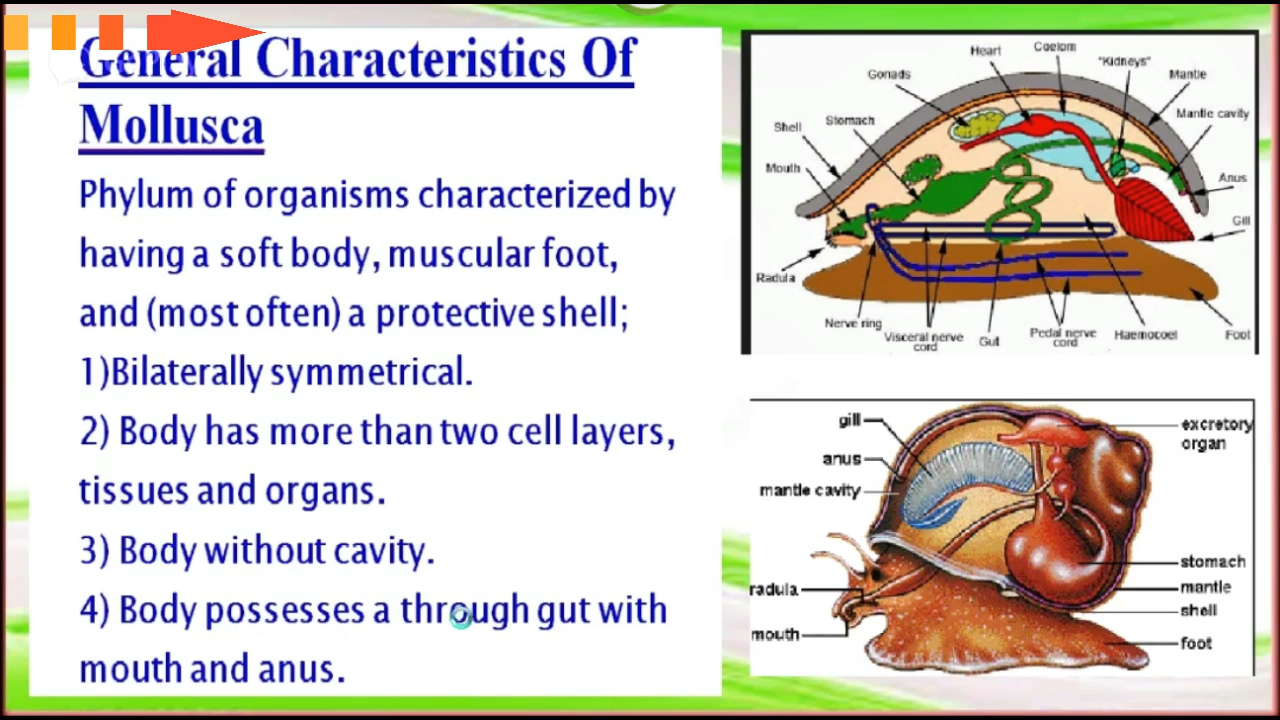 General Characteristics Of
Mollusca
Phylum of organisms characterized by
having a soft body, muscular foot,
and (most often) a protective shell;
1)Bilaterally symmetrical.
2) Body has more than two cell layers,
tissues and organs.
3) Body without cavity.
4) Body possesses a through gut with
mouth and anus.
Heart
Coelom
"Kidneys"
Gonads
Mantle
Mantle cavity
Shell
Stomach
Mouth
Anus
Gill
Radula
Nerve ring
Visceral nerve
cord
Gut
Pedal nerve
cord
Haemocoel
Foot
gill
excretory
organ
anus
mantle cavity
stomach
radula
mantle
shell
mouth
foot